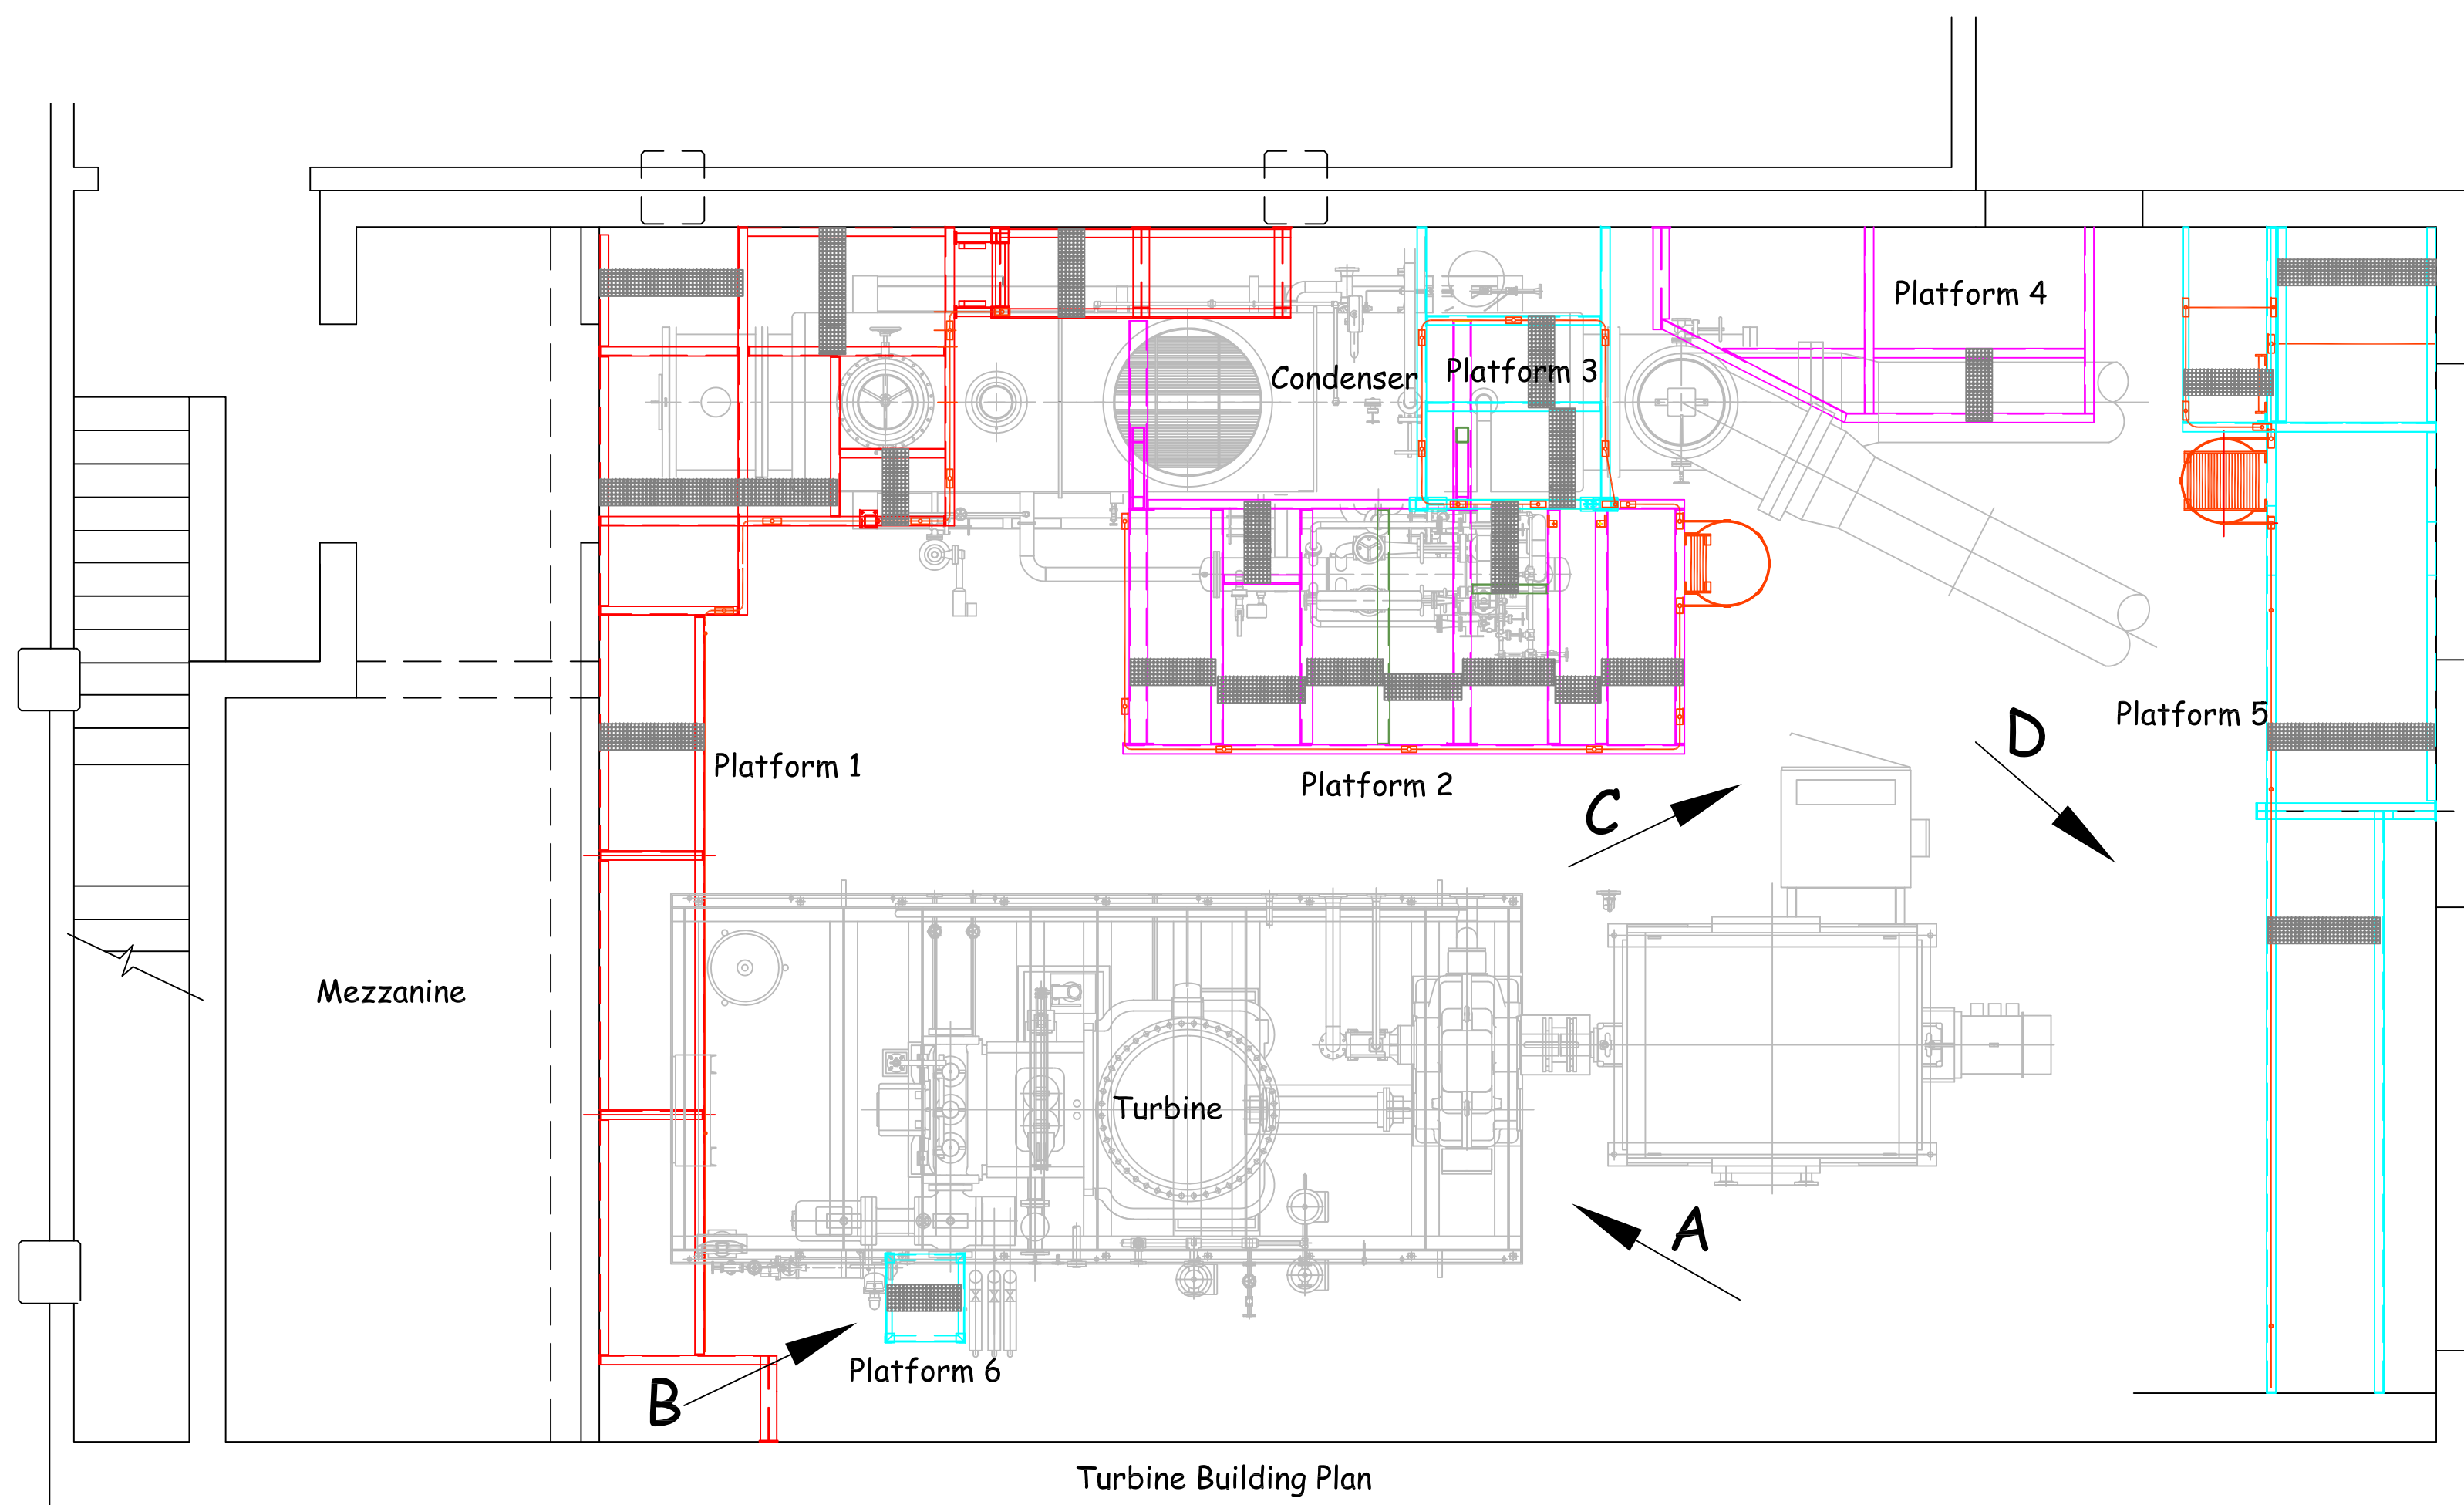 Platform 4
Platform 3
Condenser
Platform 5
D
Platform 1
Platform 2
C
Mezzanine
Turbine
A
Platform 6
B
Turbine Building Plan